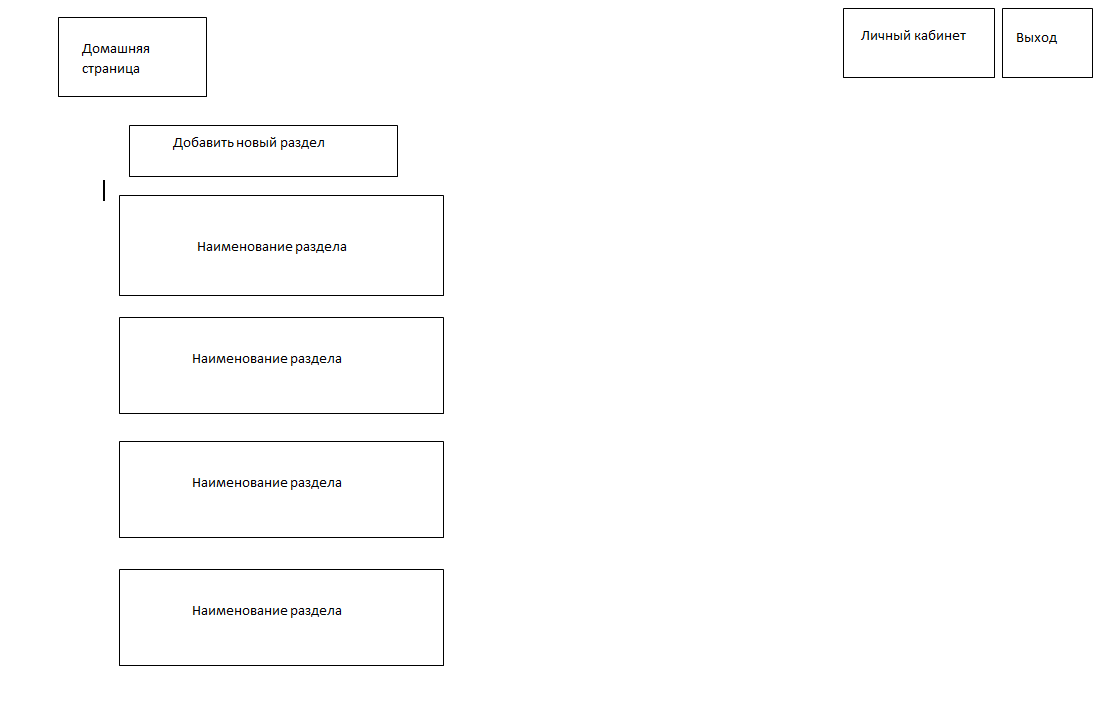 Домашняя
страница
Личный кабинет
Выход
Добавить новый раздел
Наименование раздела
Наименование раздела
Наименование раздела
Наименование раздела